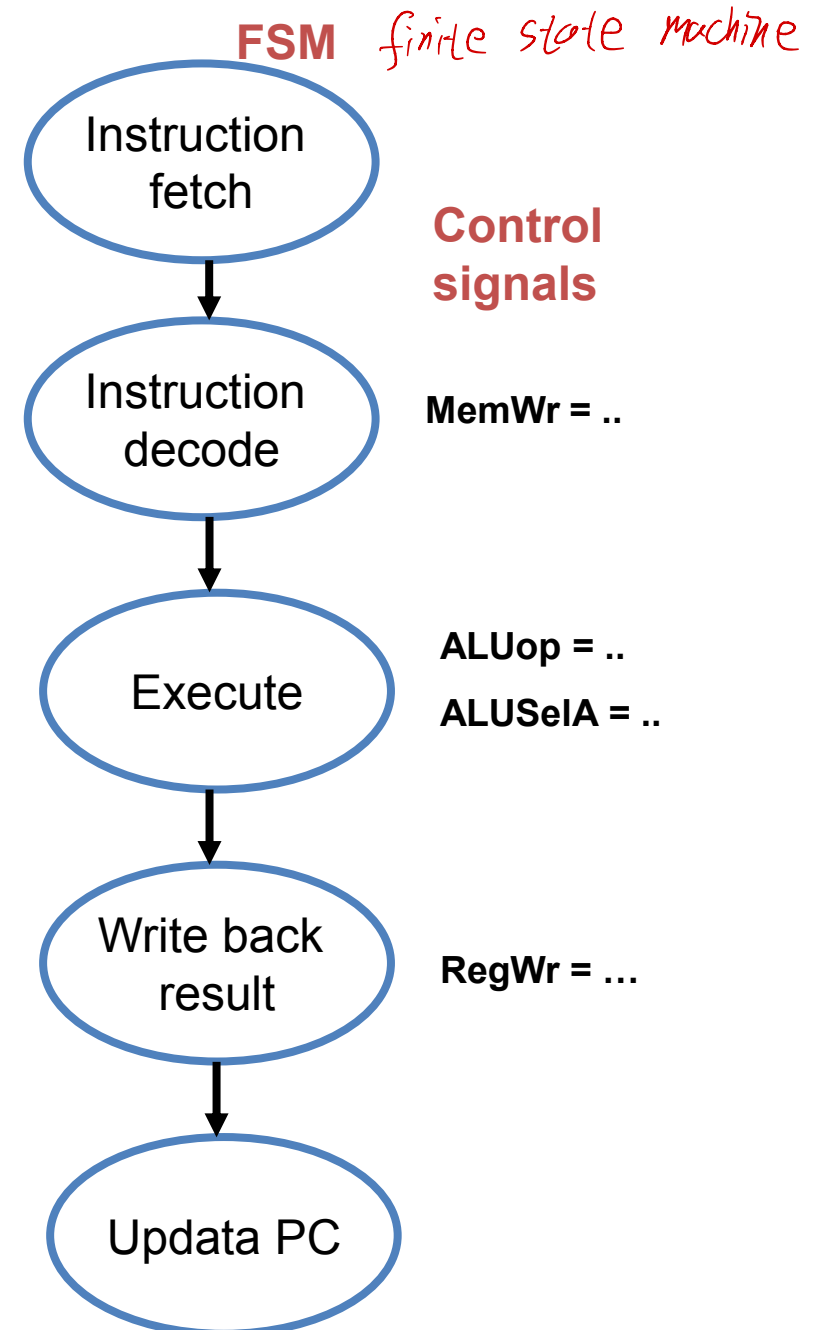 FSM finite state machine
Instruction
fetch
Control
signals
Instruction
decode
MemWr = ..
Execute
ALUop = ..
ALUSelA = ..
Write back
result
RegWr = …
Updata PC